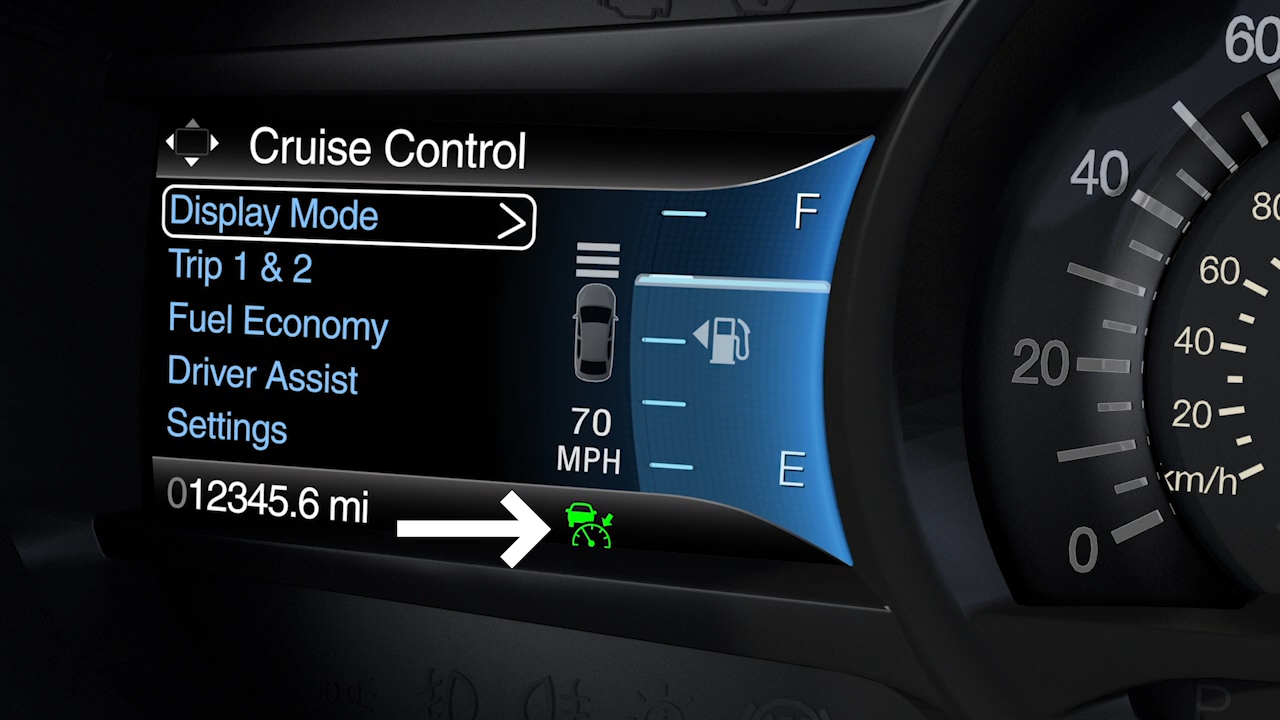 Cruise Control
Display Mode
Trip 1 & 2
Fuel Economy
Driver Assist
Settings
012345.6 mi
70
MPH
F
E
60
40
20
0
80
60
40
20
km/h